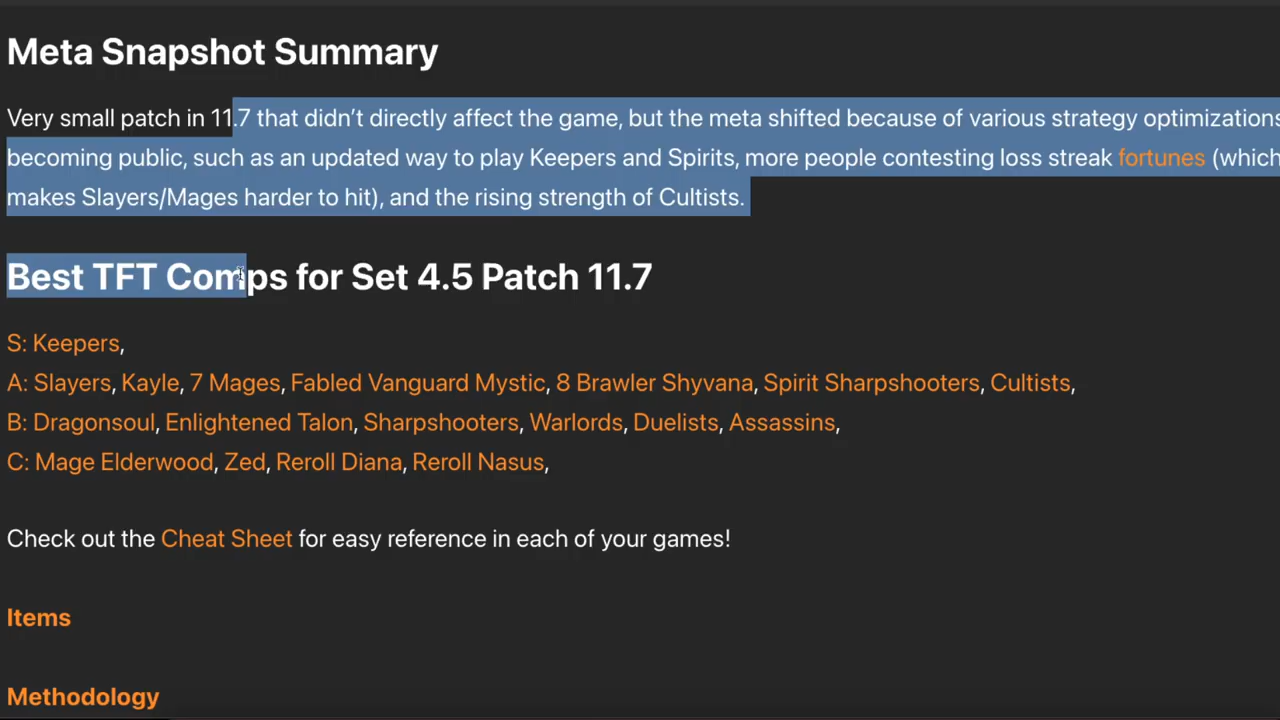 Meta Snapshot Summary
Very small patch in 11.7 that didn’t directly affect the game, but the meta shifted because of various strategy optimizations
becoming public, such as an updated way to play Keepers and Spirits, more people contesting loss streak fortunes (which
makes Slayers/Mages harder to hit), and the rising strength of Cultists.
Best TFT Comps for Set 4.5 Patch 11.7
S: Keepers,
A: Slayers, Kayle, 7 Mages, Fabled Vanguard Mystic, 8 Brawler Shyvana, Spirit Sharpshooters, Cultists,
B: Dragonsoul, Enlightened Talon, Sharpshooters, Warlords, Duelists, Assassins,
C: Mage Elderwood, Zed, Reroll Diana, Reroll Nasus,
Check out the Cheat Sheet for easy reference in each of your games!
Items
Methodology